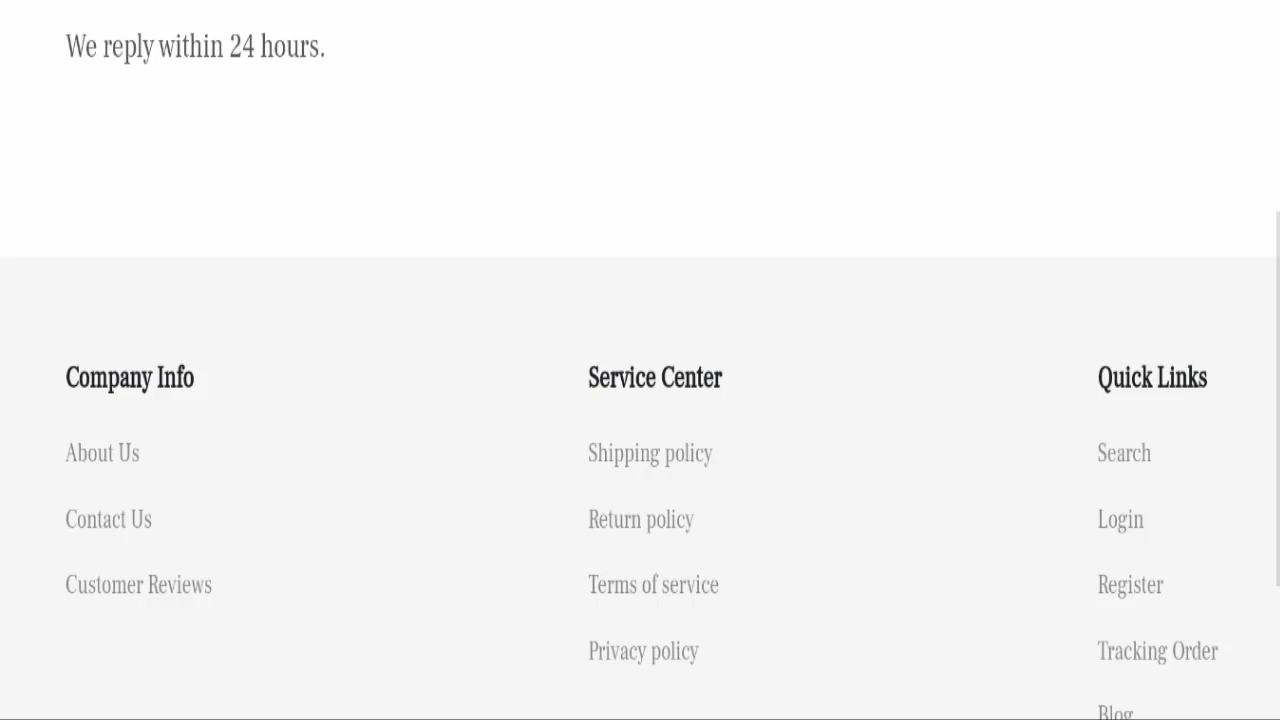 We reply within 24 hours.
Company Info
About Us
Contact Us
Customer Reviews
Service Center
Shipping policy
Return policy
Terms of service
Privacy policy
Quick Links
Search
Login
Register
Tracking Order
Blog